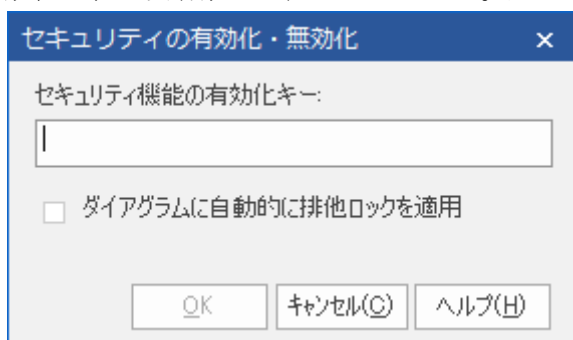 セキュリティの有効化・無効化
セキュリティ機能の有効化キー:
ダイアグラムに自動的に排他ロックを適用
OK キャンセル(C) ヘルプ(H)